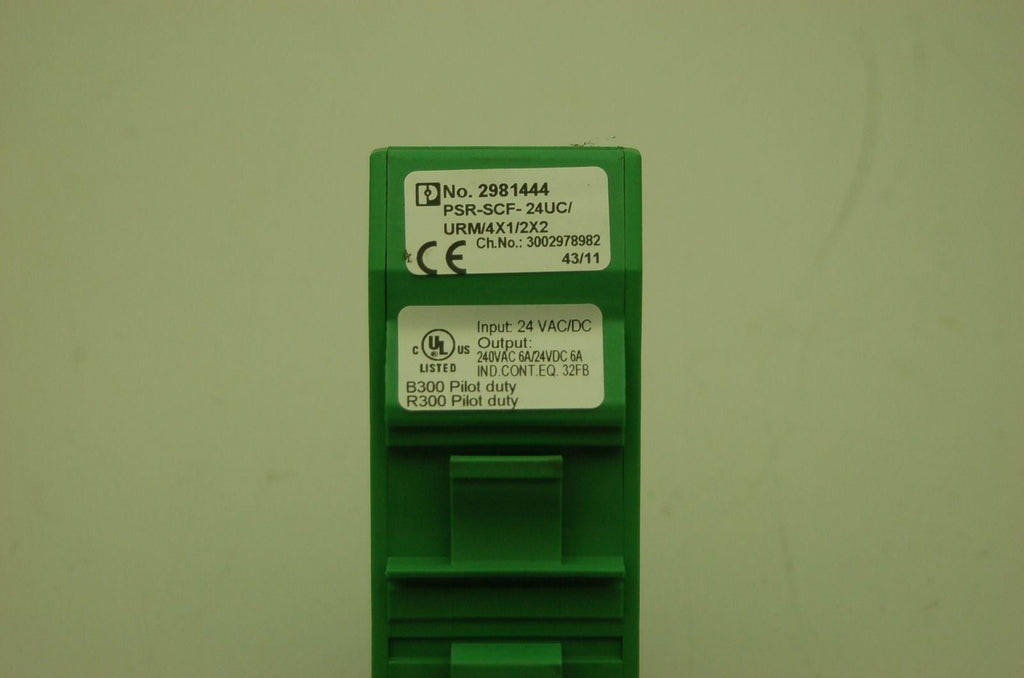 No. 2981444
PSR-SCF- 24UC/
URM/4X1/2X2
Ch.No.: 3002978982
CE
43/11
Input: 24 VAC/DC
Output:
C UL US
240VAC 6A/24VDC 6A
LISTED
IND.CONT.EQ. 32FB
B300 Pilot duty
R300 Pilot duty